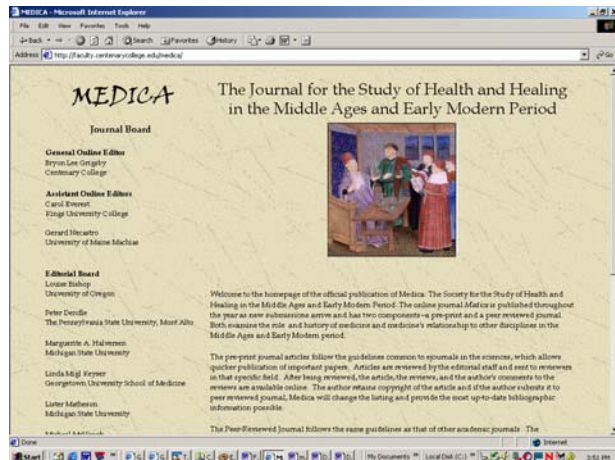 MEDICA - Microsoft Internet Explorer
File Edit View Favorites Tools Help
Back Search Favorites History
Address http://faculty.centenarycollege.edu/medica/ Go
MEDICA
Journal Board
General Online Editor
Bryon Lee Grigsby
Centenary College
Assistant Online Editors
Carol Everest
Kings University College
Gerard Necastro
University of Maine Machias
Editorial Board
Louise Bishop
University of Oregon
Peter Dendle
The Pennsylvania State University, Mont Alto
Marguerite A. Halversen
Michigan State University
Linda Migl Keyser
Georgetown University School of Medicine
Lister Matheson
Michigan State University
The Journal for the Study of Health and Healing
in the Middle Ages and Early Modern Period
Welcome to the homepage of the official publication of Medica: The Society for the Study of Health and
Healing in the Middle Ages and Early Modern Period. The online journal is published throughout
the year as new submissions arrive and has two components--a pre-print and a peer reviewed journal.
Both examine the role and history of medicine and medicine's relationship to other disciplines in the
Middle Ages and Early Modern period.
The pre-print journal articles follow the guidelines common to ejournals in the sciences, which allows
quicker publication of important papers. Articles are reviewed by the editorial staff and sent to reviewers
in that specific field. After being reviewed, the article, the reviews, and the author's comments to the
reviews are available online. The author retains copyright of the article and if the author submits it to
peer reviewed journal, Medica will change the listing and provide the most up-to-date bibliographic
information possible.
The Peer-Reviewed Journal follows the same guidelines as that of other academic journals. The
Done Internet
Start My Documents Local Disk (C:) 3:51 PM